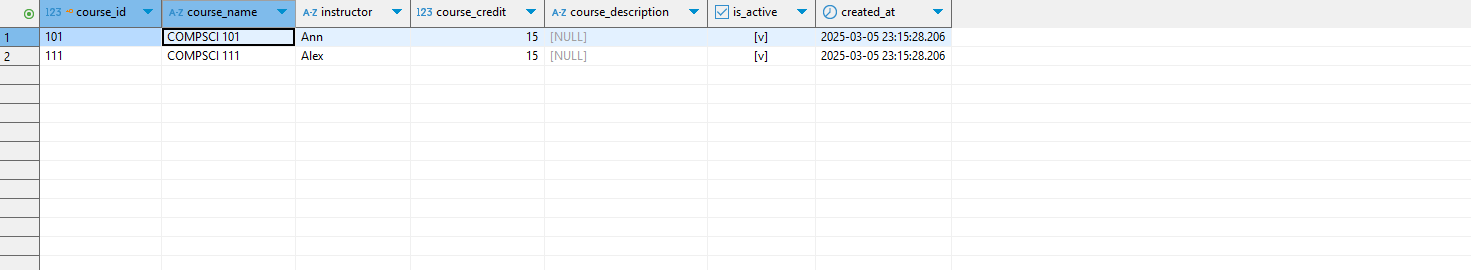 123 course_id A-Z course_name A-Z instructor 123 course_credit A-Z course_description is_active created_at
1 101 COMPSCI 101 Ann 15 [NULL] [v] 2025-03-05 23:15:28.206
2 111 COMPSCI 111 Alex 15 [NULL] [v] 2025-03-05 23:15:28.206